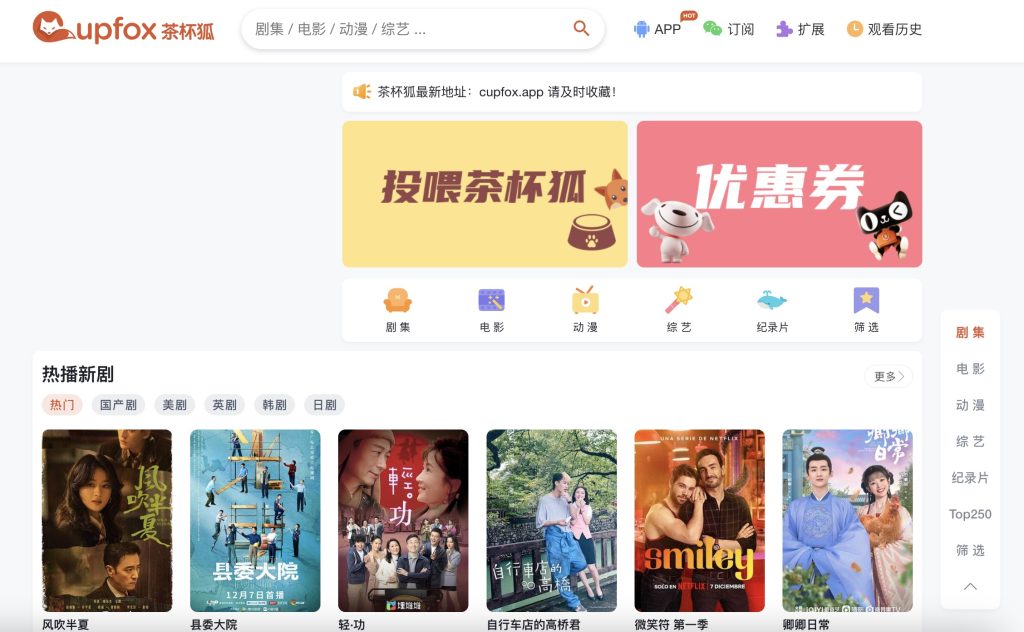 cupfox 茶杯狐
剧集 / 电影 / 动漫 / 综艺 ...
APP
HOT
订阅
扩展
观看历史
茶杯狐最新地址：cupfox.app 请及时收藏！
投喂茶杯狐
优惠券
剧集
电影
动漫
综艺
纪录片
筛选
热播新剧
更多
热门
国产剧
美剧
英剧
韩剧
日剧
风吹半夏
县委大院
12月7日首播
輕。功
埋堆堆
自行車店的高橋
UNA SERIE DE NETFLIX
smiley
SOLO EN NETFLIX 7 DICIEMBRE
卿卿日常
风吹半夏
县委大院
轻·功
自行车店的高桥君
微笑符 第一季
卿卿日常
剧集
电影
动漫
综艺
纪录片
Top250
筛选